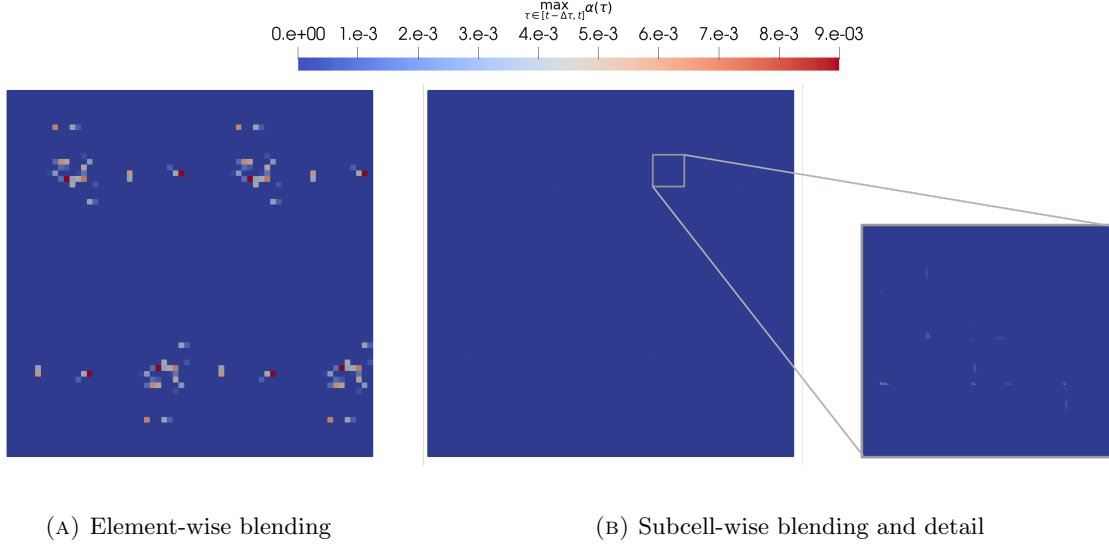 max
τ∈[t−Δτ,t] α(τ)
0.e+00 1.e-3 2.e-3 3.e-3 4.e-3 5.e-3 6.e-3 7.e-3 8.e-3 9.e-03
(A) Element-wise blending
(B) Subcell-wise blending and detail